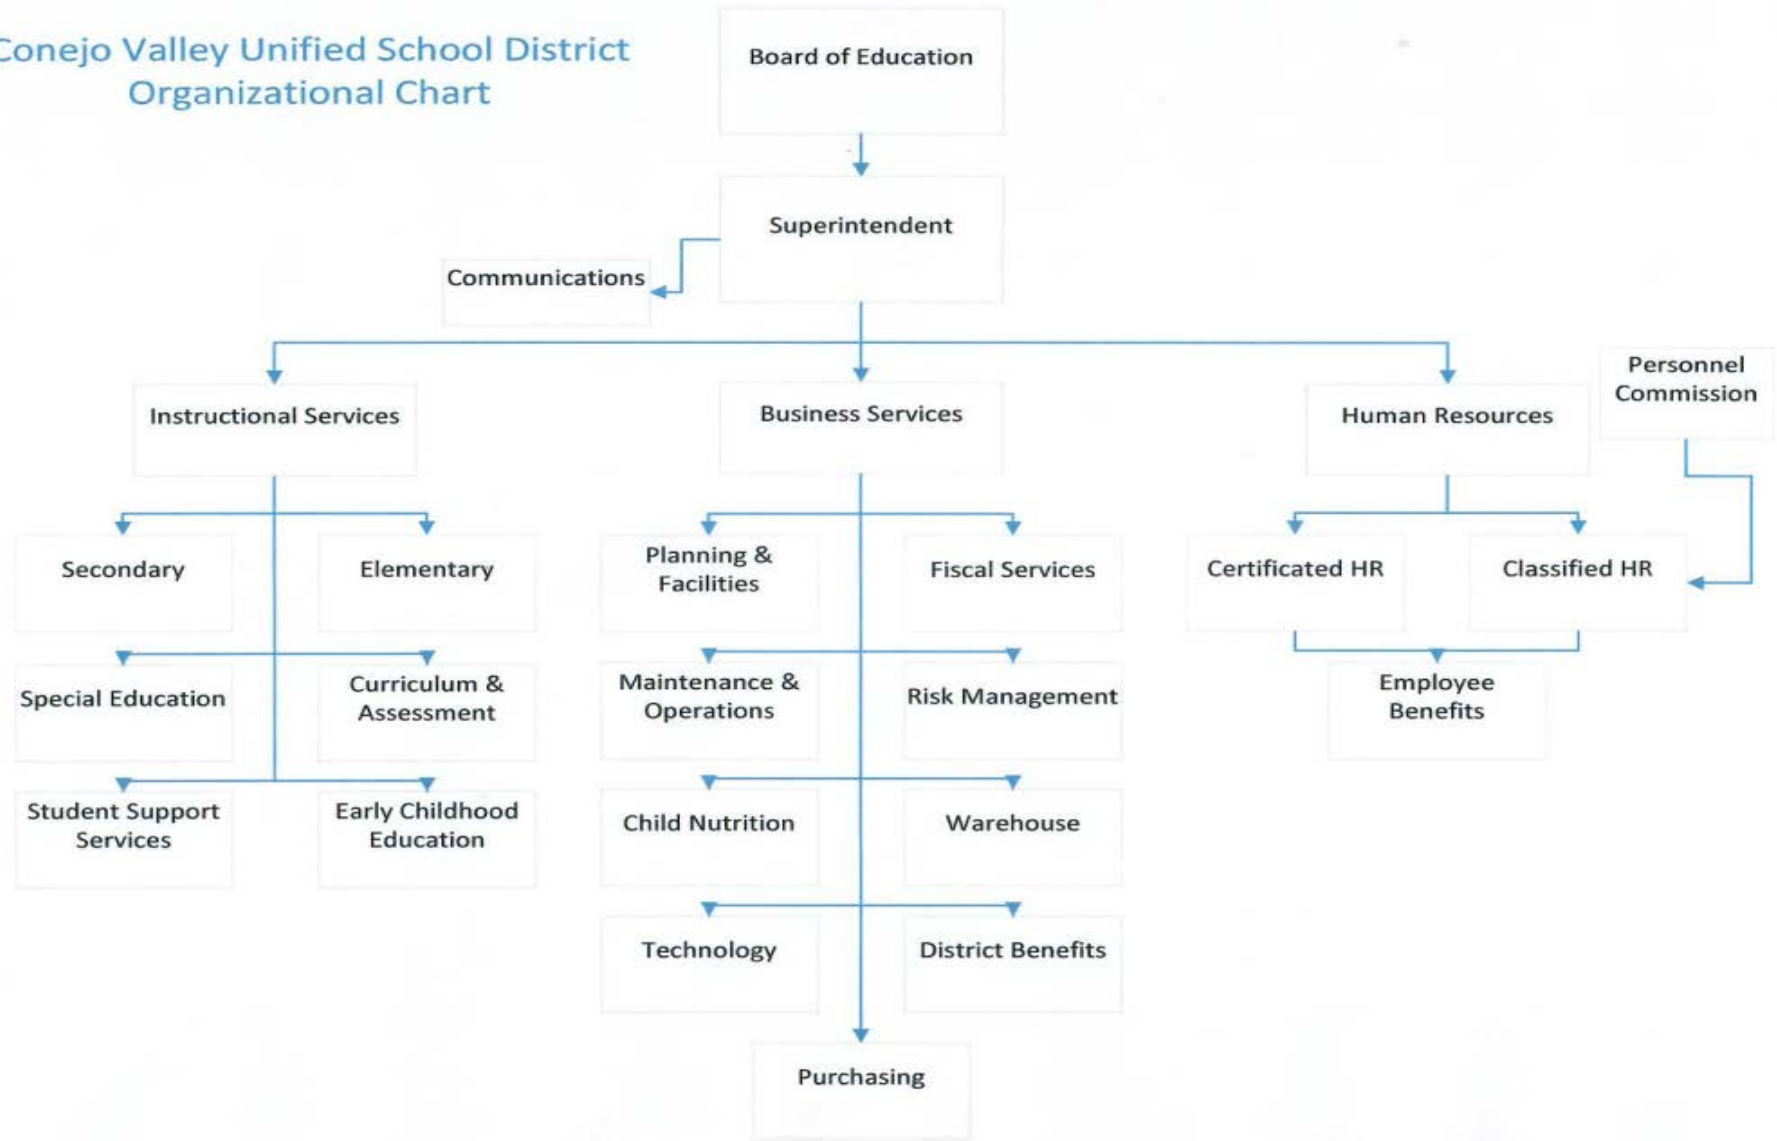 Conejo Valley Unified School District
Organizational Chart
Board of Education
Superintendent
Communications
Instructional Services
Business Services
Human Resources
Personnel
Commission
Secondary
Elementary
Planning &
Facilities
Fiscal Services
Certificated HR
Classified HR
Special Education
Curriculum &
Assessment
Maintenance &
Operations
Risk Management
Employee
Benefits
Student Support
Services
Early Childhood
Education
Child Nutrition
Warehouse
Technology
District Benefits
Purchasing